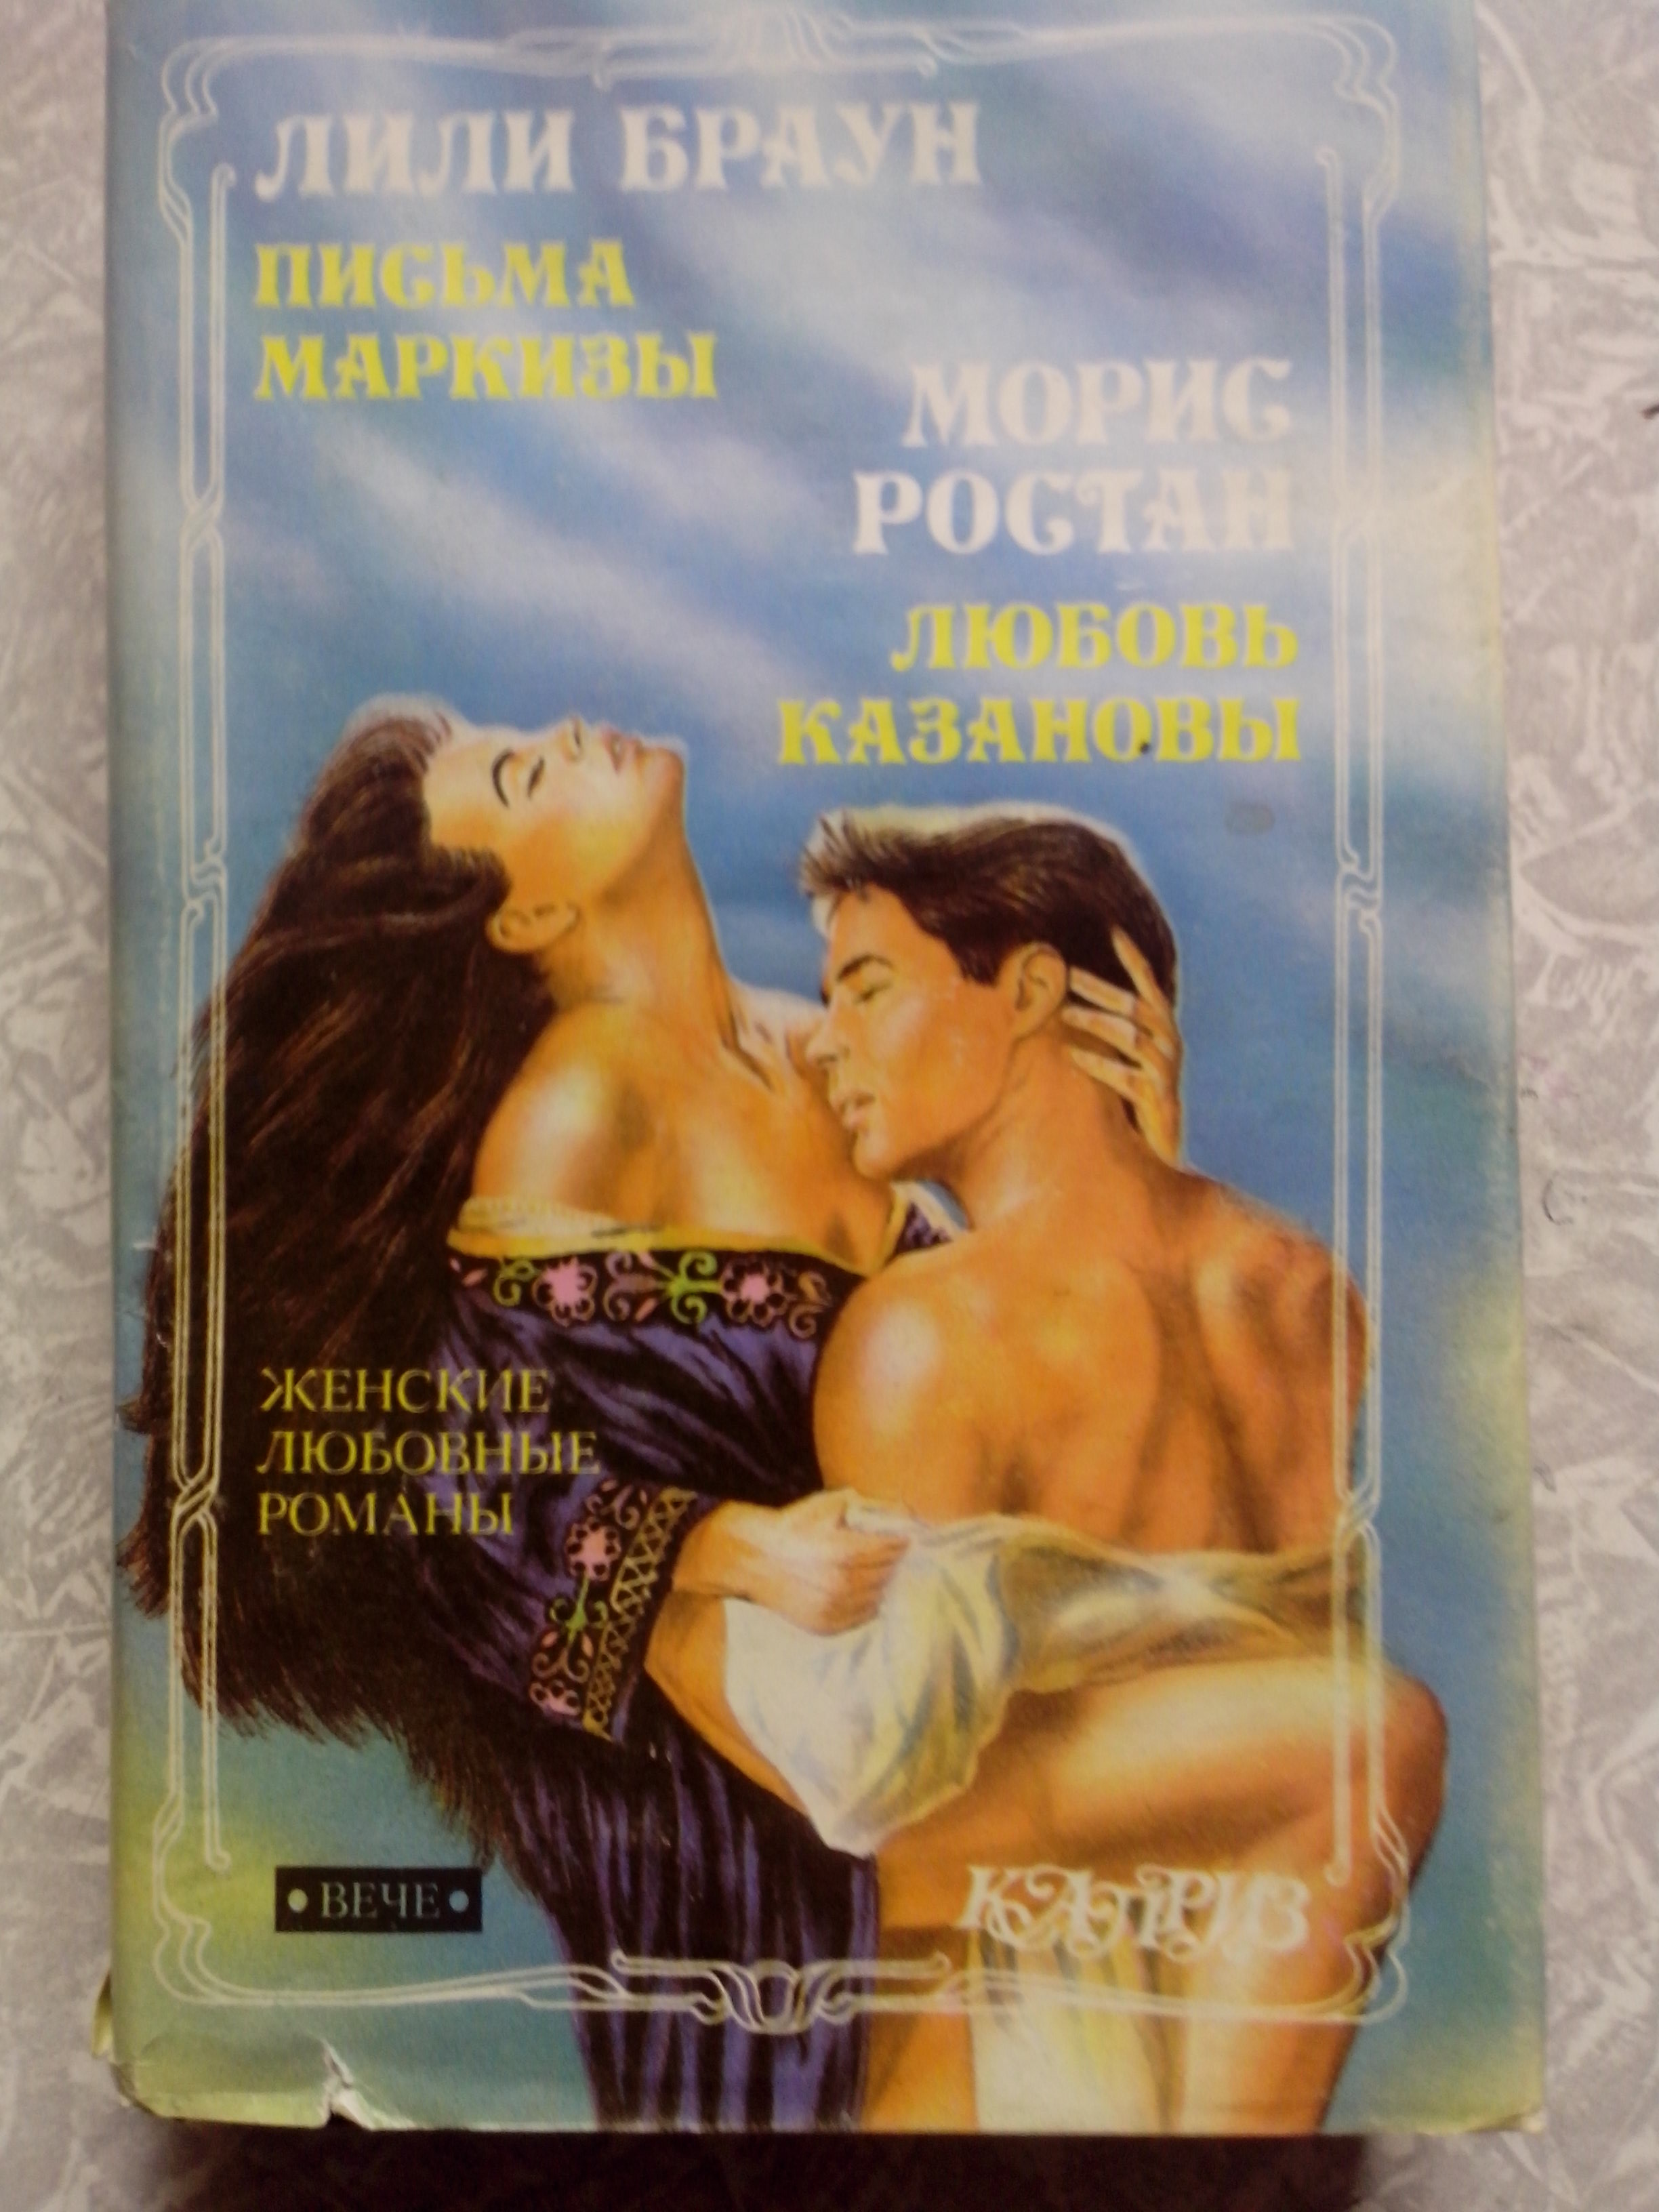 ЛИЛИ БРАУН
ПИСЬМА
МАРКИЗЫ
МОРИС
РОСТАН
ЛЮБОВЬ
КАЗАНОВЫ
ЖЕНСКИЕ
ЛЮБОВНЫЕ
РОМАНЫ
• ВЕЧЕ •
КАПРИЗ